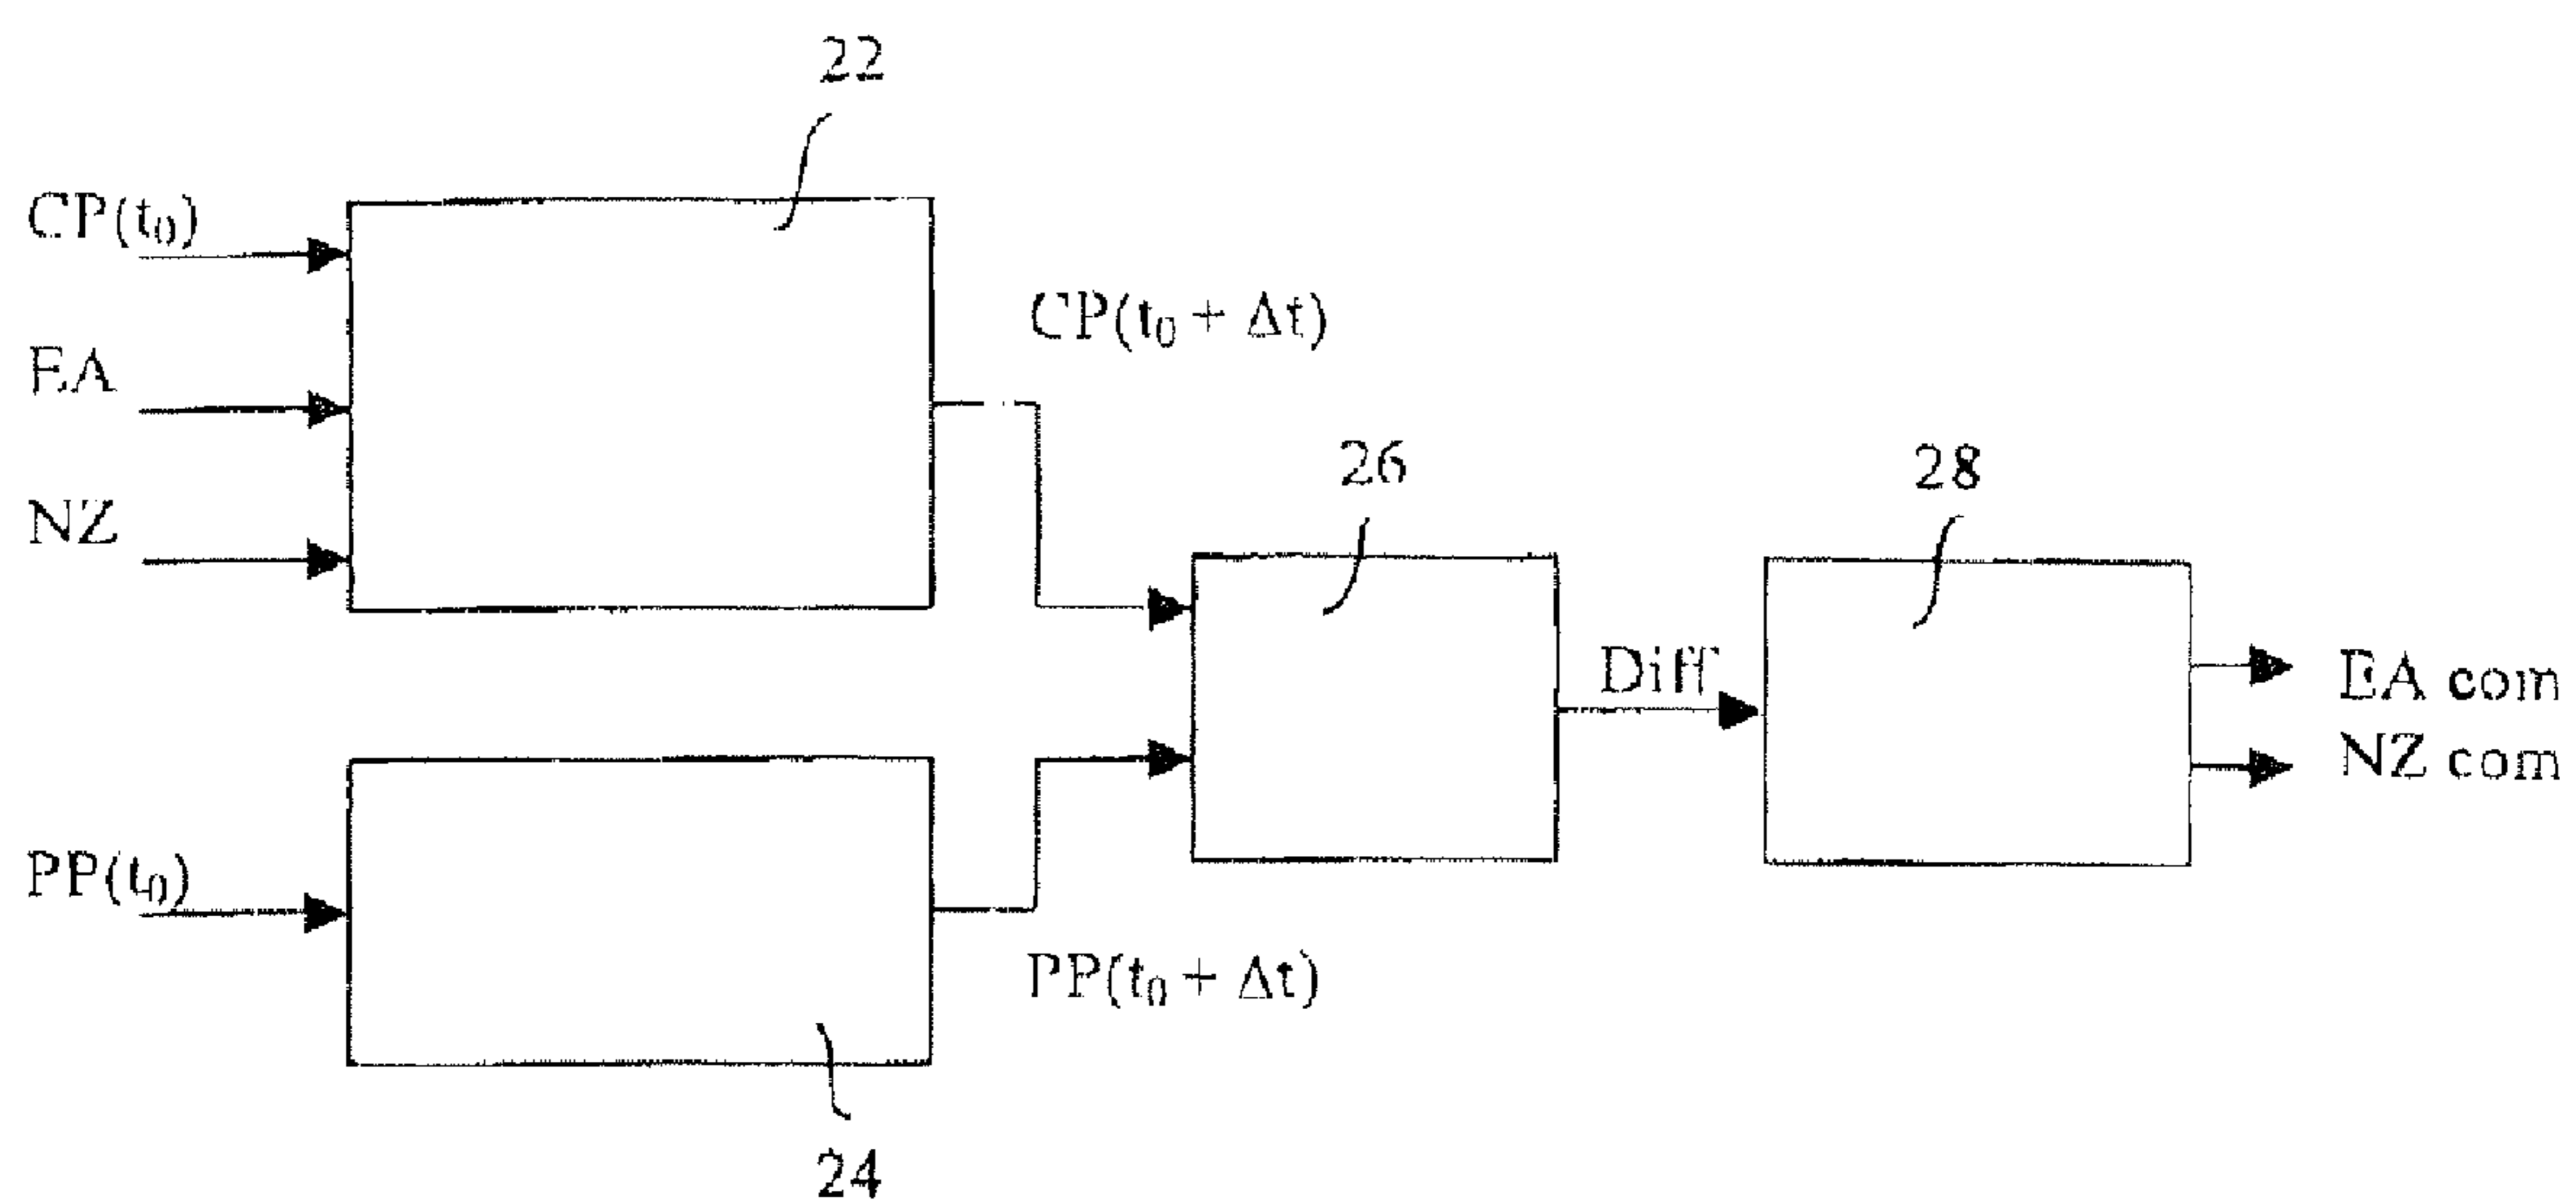 22
CP(t₀)
CP(t₀ + Δt)
EA
26
28
NZ
Diff
EA com
NZ com
PP(t₀)
PP(t₀ + Δt)
24